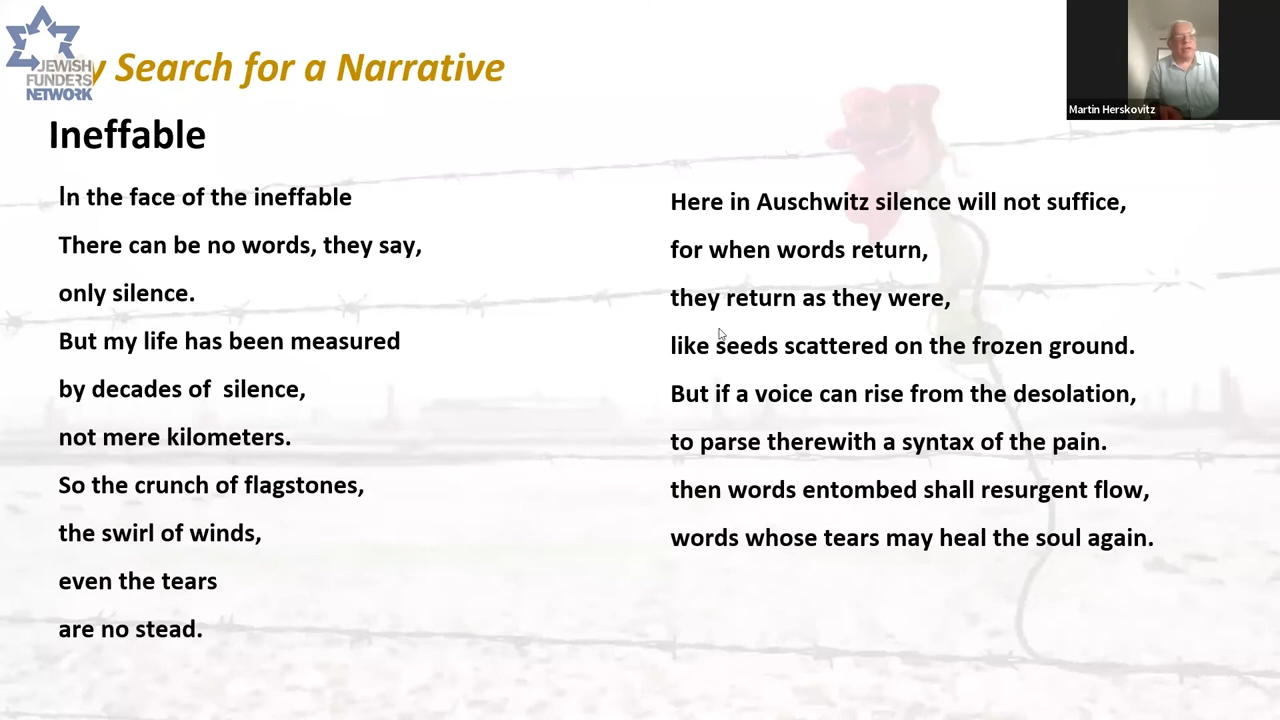 JEWISH
FUNDERS
NETWORK
y Search for a Narrative
Martin Herskovitz
Ineffable
In the face of the ineffable
There can be no words, they say,
only silence.
But my life has been measured
by decades of  silence,
not mere kilometers.
So the crunch of flagstones,
the swirl of winds,
even the tears
are no stead.
Here in Auschwitz silence will not suffice,
for when words return,
they return as they were,
like seeds scattered on the frozen ground.
But if a voice can rise from the desolation,
to parse therewith a syntax of the pain.
then words entombed shall resurgent flow,
words whose tears may heal the soul again.